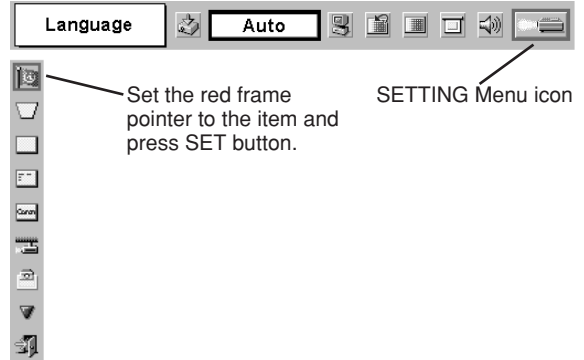 Language
Auto
Set the red frame
pointer to the item and
press SET button.
SETTING Menu icon